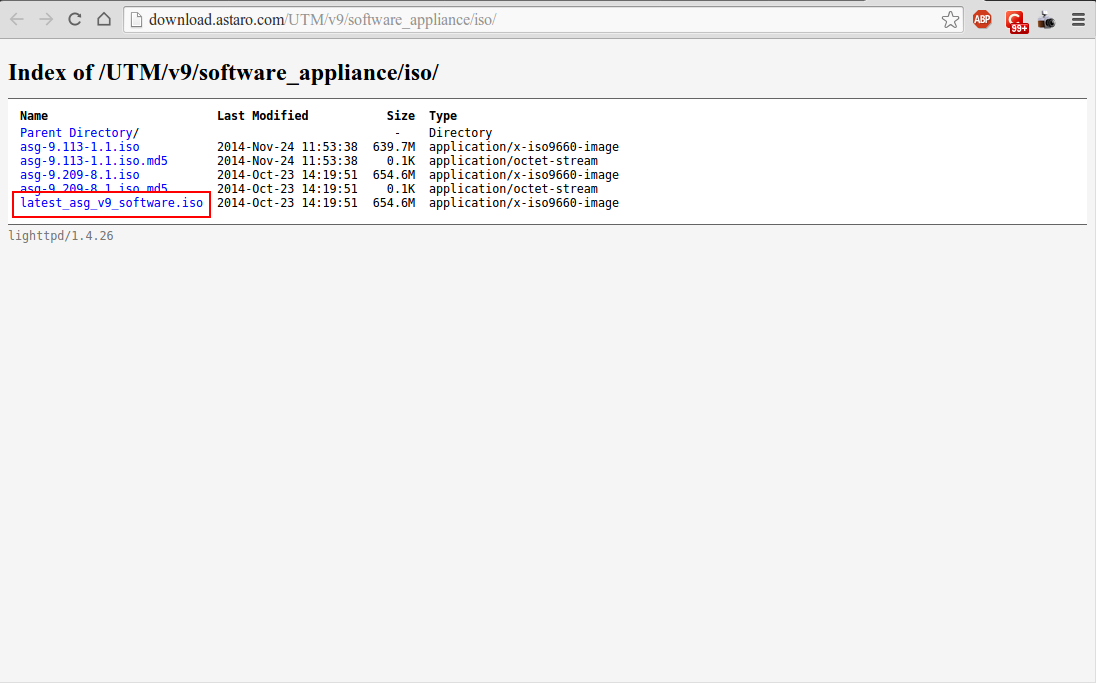 download.astaro.com/UTM/v9/software_appliance/iso/
ABP
99+
Index of /UTM/v9/software_appliance/iso/
Name Last Modified Size Type
Parent Directory/ - Directory
asg-9.113-1.1.iso 2014-Nov-24 11:53:38 639.7M application/x-iso9660-image
asg-9.113-1.1.iso.md5 2014-Nov-24 11:53:38 0.1K application/octet-stream
asg-9.209-8.1.iso 2014-Oct-23 14:19:51 654.6M application/x-iso9660-image
asg-9.209-8.1.iso.md5 2014-Oct-23 14:19:51 0.1K application/octet-stream
latest_asg_v9_software.iso 2014-Oct-23 14:19:51 654.6M application/x-iso9660-image
lighttpd/1.4.26